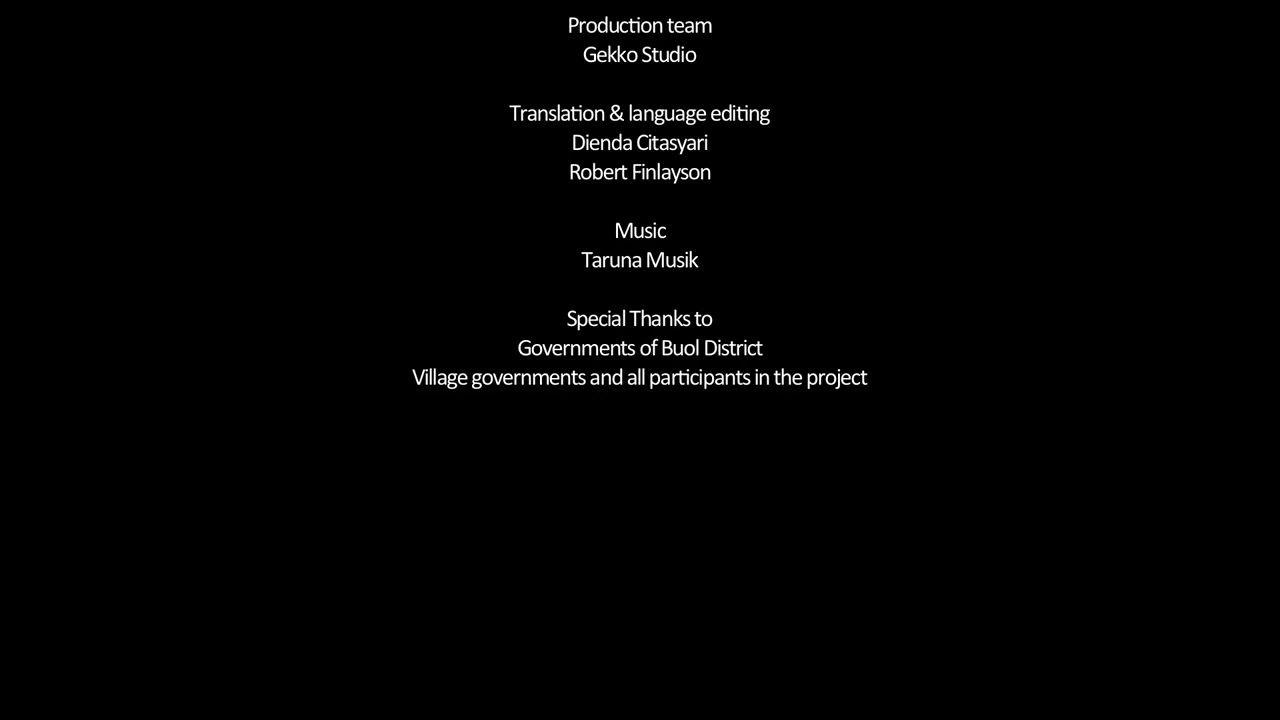 Production team
Gekko Studio
Translation & language editing
Dienda Citasyari
Robert Finlayson
Music
Taruna Musik
Special Thanks to
Governments of Buol District
Village governments and all participants in the project